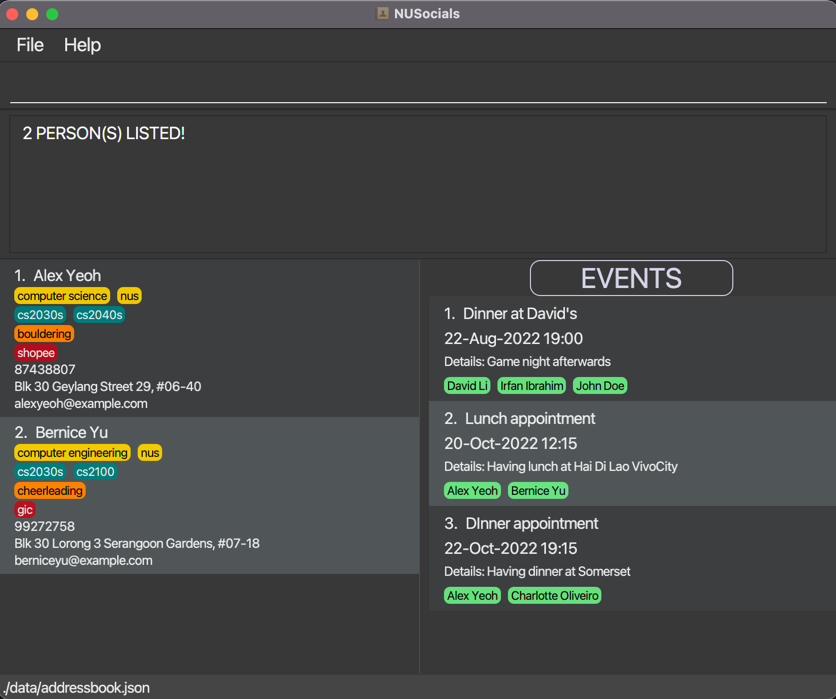 NUSocials
File Help
2 PERSON(S) LISTED!
1. Alex Yeoh
computer science nus
cs2030s cs2040s
bouldering
shopee
87438807
Blk 30 Geylang Street 29, #06-40
alexyeoh@example.com
2. Bernice Yu
computer engineering nus
cs2030s cs2100
cheerleading
gic
99272758
Blk 30 Lorong 3 Serangoon Gardens, #07-18
berniceyu@example.com
EVENTS
1. Dinner at David's
22-Aug-2022 19:00
Details: Game night afterwards
David Li Irfan Ibrahim John Doe
2. Lunch appointment
20-Oct-2022 12:15
Details: Having lunch at Hai Di Lao VivoCity
Alex Yeoh Bernice Yu
3. DInner appointment
22-Oct-2022 19:15
Details: Having dinner at Somerset
Alex Yeoh Charlotte Oliveiro
./data/addressbook.json